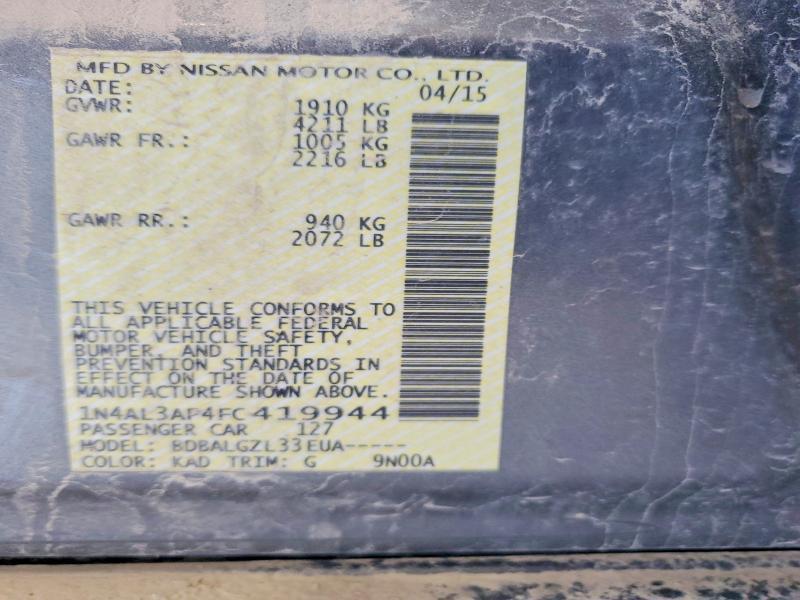 MFD BY NISSAN MOTOR CO., LTD.
DATE: 04/15
GVWR: 1910 KG
4211 LB
GAWR FR.: 1005 KG
2216 LB
GAWR RR.: 940 KG
2072 LB
THIS VEHICLE CONFORMS TO
ALL APPLICABLE FEDERAL
MOTOR VEHICLE SAFETY,
BUMPER, AND THEFT
PREVENTION STANDARDS IN
EFFECT ON THE DATE OF
MANUFACTURE SHOWN ABOVE.
1N4AL3AP4FC419944
PASSENGER CAR 127
MODEL: BDBALGZL33EUA-----
COLOR: KAD TRIM: G 9N00A